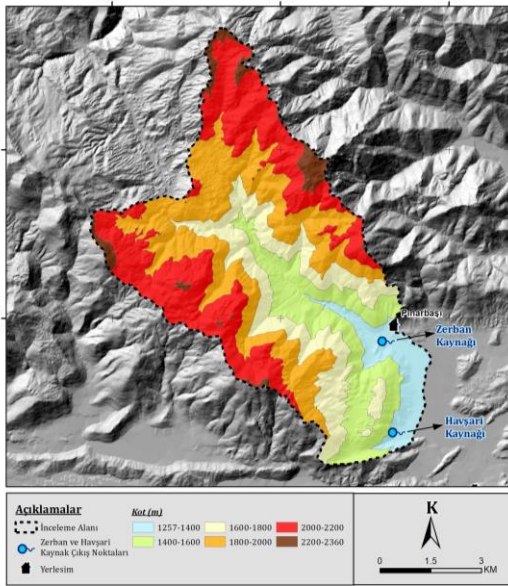 Pınarbaşı
Zerban
Kaynağı
Havşari
Kaynağı
Açıklamalar
İnceleme Alanı
Zerban ve Havşari
Kaynak Çıkış Noktaları
Yerlesim
Kot (m)
1257-1400
1400-1600
1600-1800
1800-2000
2000-2200
2200-2360
K
0 1.5 3
KM